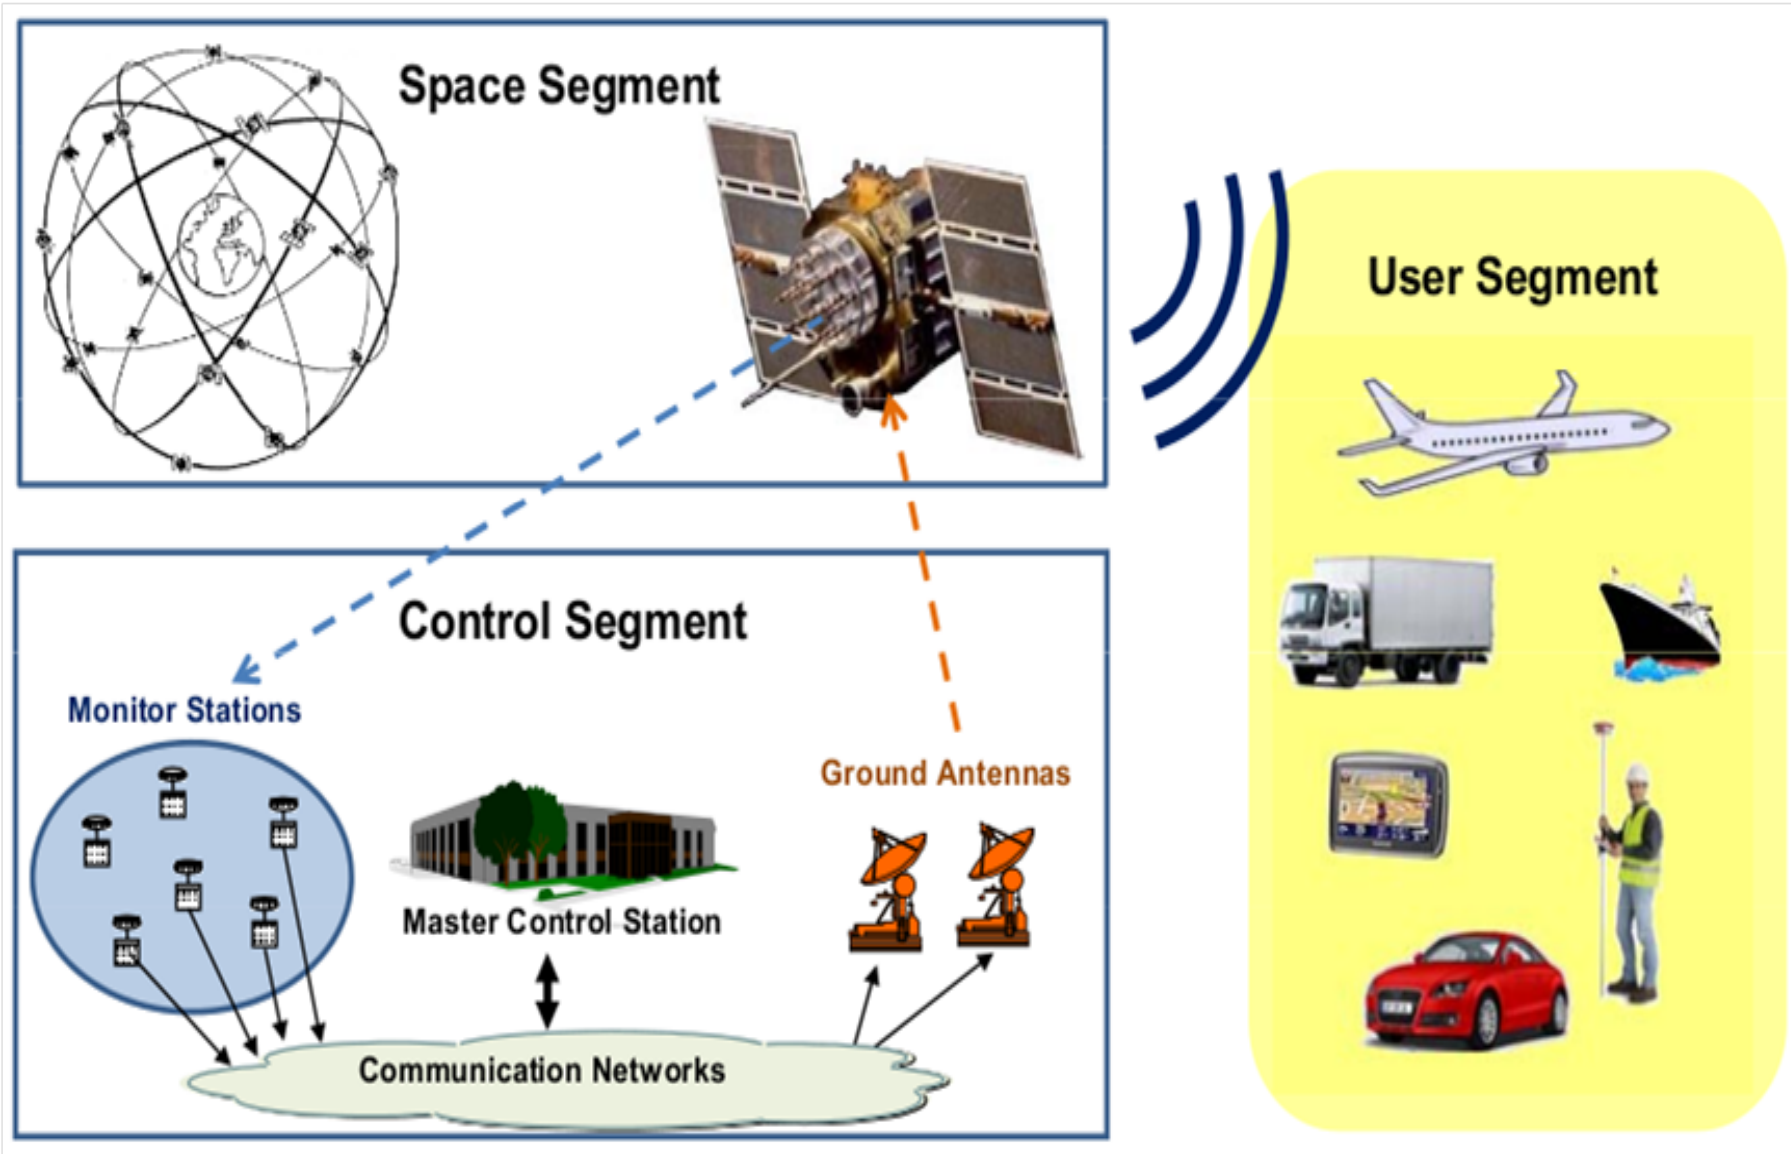 Space Segment
User Segment
Control Segment
Monitor Stations
Ground Antennas
Master Control Station
Communication Networks